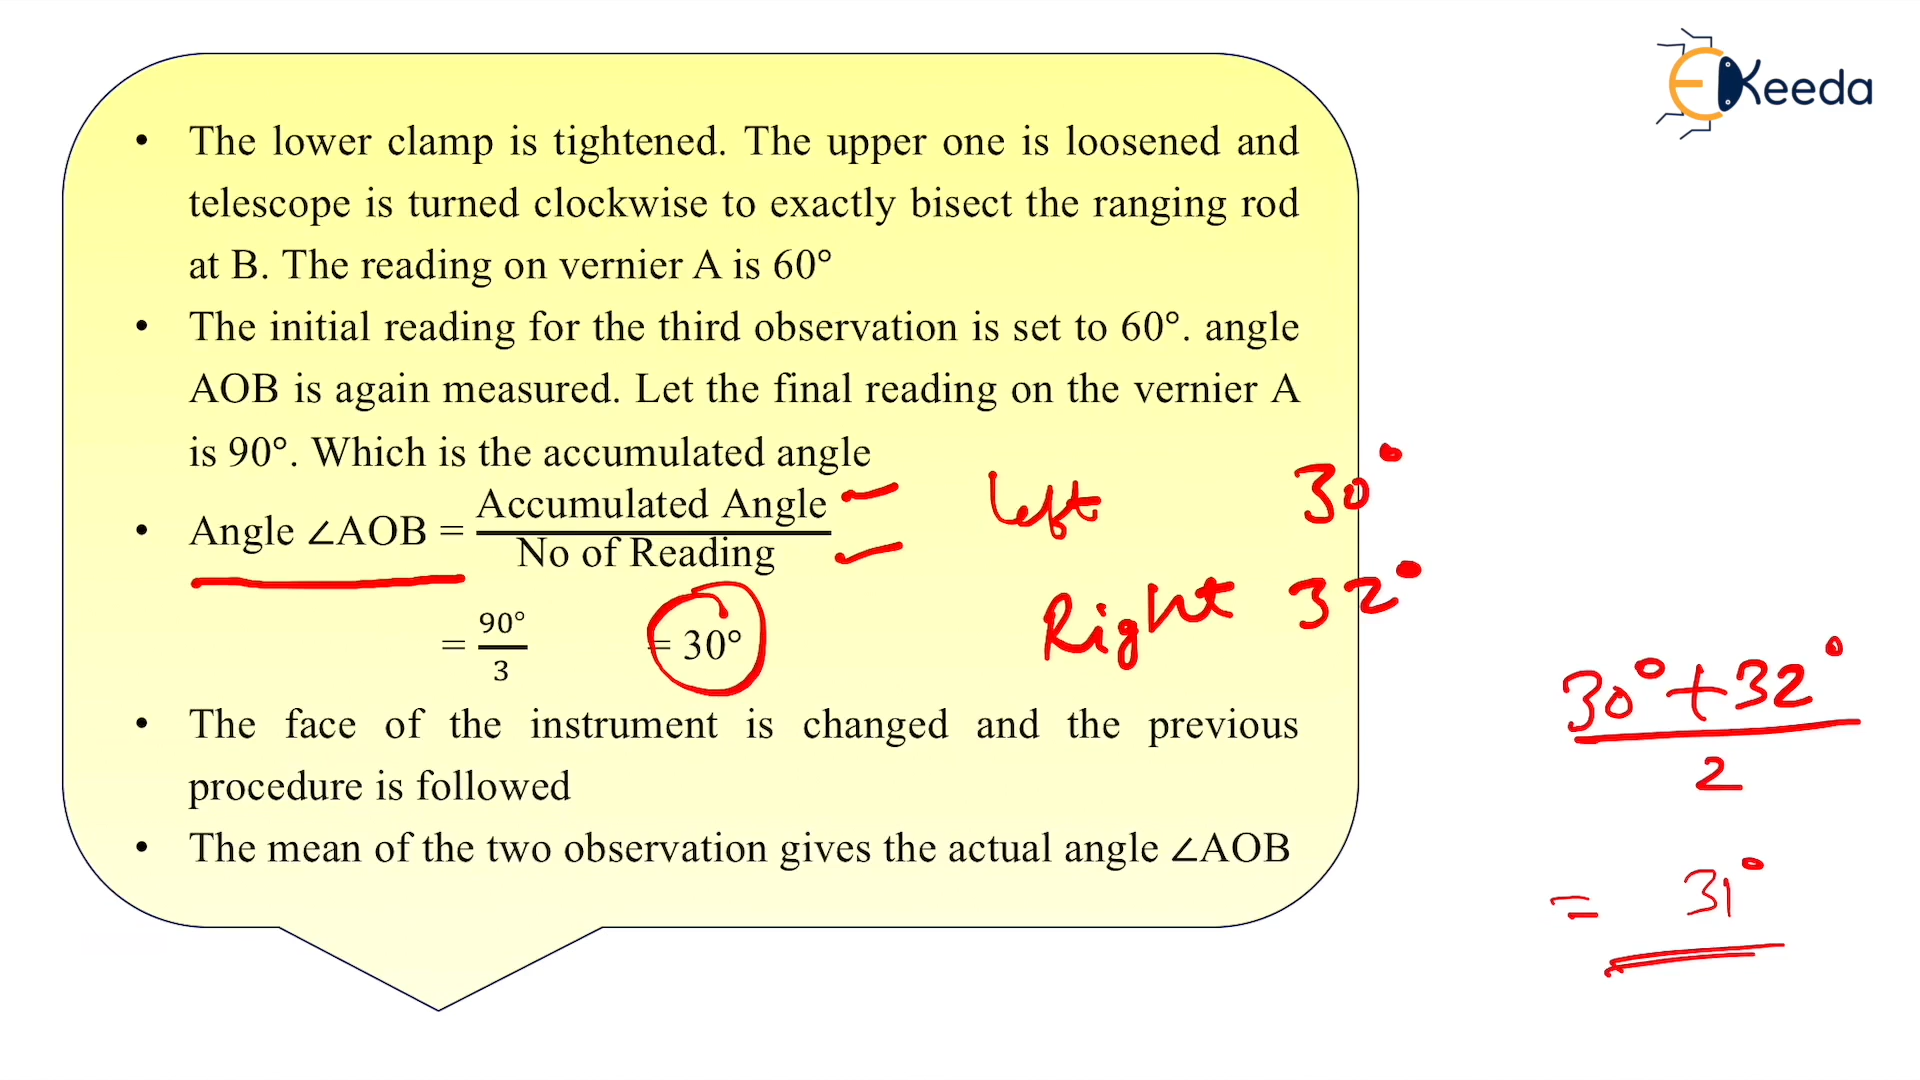 EKeeda
• The lower clamp is tightened. The upper one is loosened and
telescope is turned clockwise to exactly bisect the ranging rod
at B. The reading on vernier A is 60°
• The initial reading for the third observation is set to 60°. angle
AOB is again measured. Let the final reading on the vernier A
is 90°. Which is the accumulated angle
• Angle ∠AOB = Accumulated Angle
No of Reading
= 90°
3
= 30°
left 30°
Right 32°
30° + 32°
2
= 31°
• The face of the instrument is changed and the previous
procedure is followed
• The mean of the two observation gives the actual angle ∠AOB